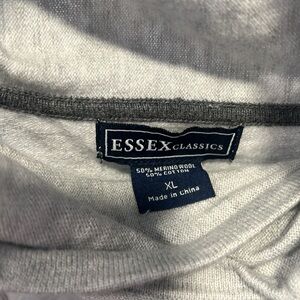 ESSEX CLASSICS
50% MERINO WOOL
50% COTTON
XL
Made in China